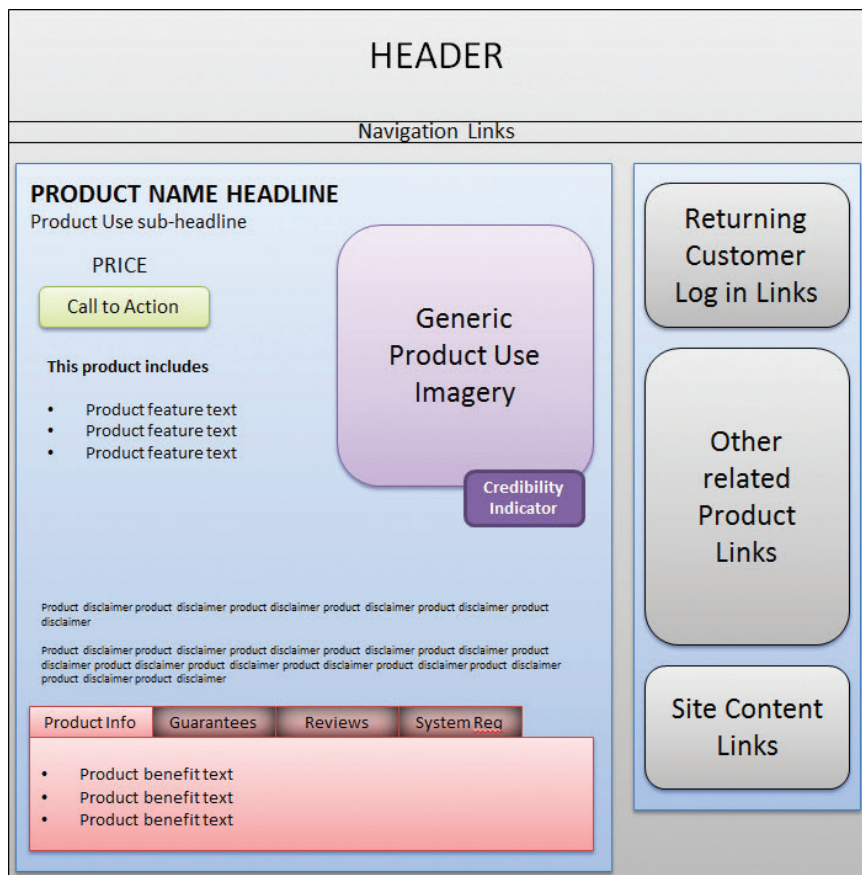 HEADER
Navigation Links
PRODUCT NAME HEADLINE
Product Use sub-headline
PRICE
Call to Action
This product includes
• Product feature text
• Product feature text
• Product feature text
Generic
Product Use
Imagery
Credibility
Indicator
Product disclaimer product disclaimer product disclaimer product disclaimer product disclaimer product
disclaimer
Product disclaimer product disclaimer product disclaimer product disclaimer product disclaimer product
disclaimer product disclaimer product disclaimer product disclaimer product disclaimer product disclaimer
product disclaimer product disclaimer
Product Info
Guarantees
Reviews
System Req
• Product benefit text
• Product benefit text
• Product benefit text
Returning
Customer
Log in Links
Other
related
Product
Links
Site Content
Links